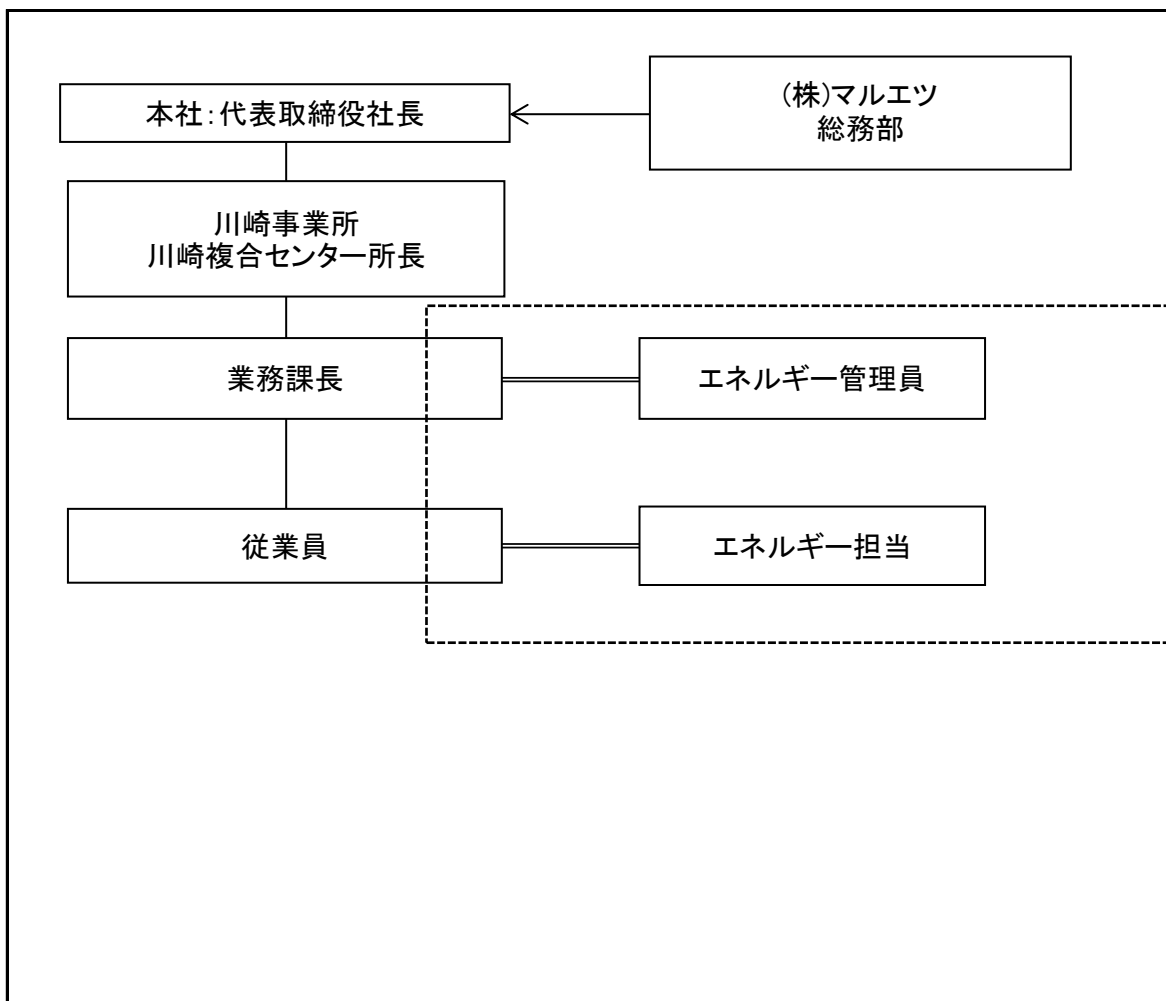 本社：代表取締役社長
(株)マルエツ
総務部
川崎事業所
川崎複合センター所長
業務課長
エネルギー管理員
従業員
エネルギー担当